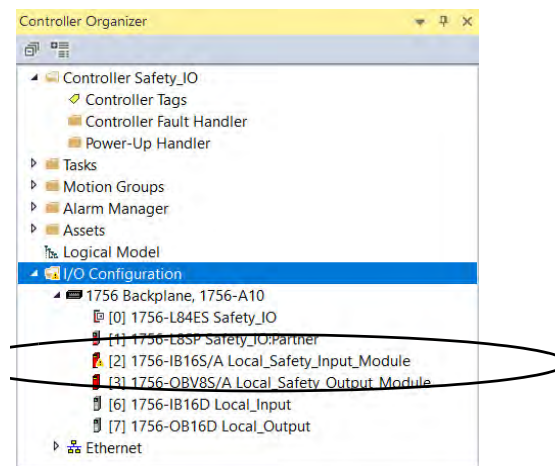 Controller Organizer
Controller Safety_IO
Controller Tags
Controller Fault Handler
Power-Up Handler
Tasks
Motion Groups
Alarm Manager
Assets
Logical Model
I/O Configuration
1756 Backplane, 1756-A10
[0] 1756-L84ES Safety_IO
[1] 1756-L8SP Safety_IO:Partner
[2] 1756-IB16S/A Local_Safety_Input_Module
[3] 1756-OBV8S/A Local_Safety_Output_Module
[6] 1756-IB16D Local_Input
[7] 1756-OB16D Local_Output
Ethernet